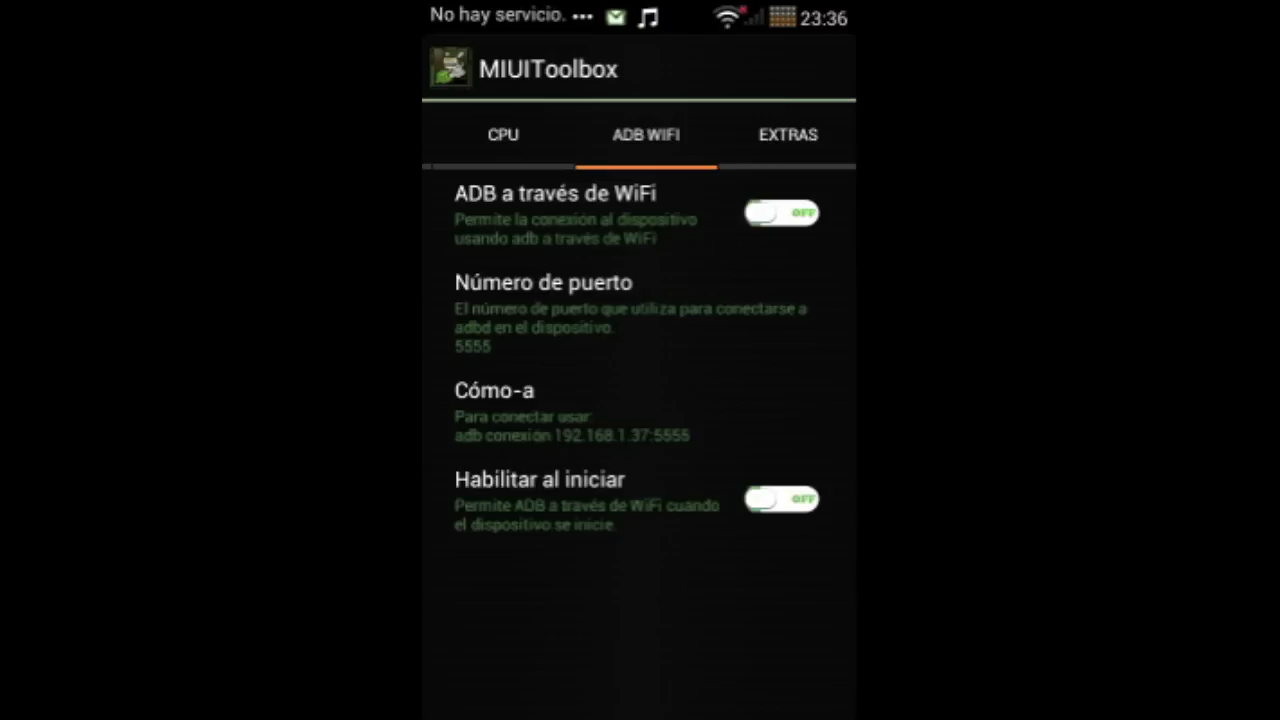 No hay servicio. ••• 23:36
MIUIToolbox
CPU ADB WIFI EXTRAS
ADB a través de WiFi
Permite la conexión al dispositivo
usando adb a través de WiFi
OFF
Número de puerto
El número de puerto que utiliza para conectarse a
adbd en el dispositivo.
5555
Cómo-a
Para conectar usar:
adb conexión 192.168.1.37:5555
Habilitar al iniciar
Permite ADB a través de WiFi cuando
el dispositivo se inicie.
OFF